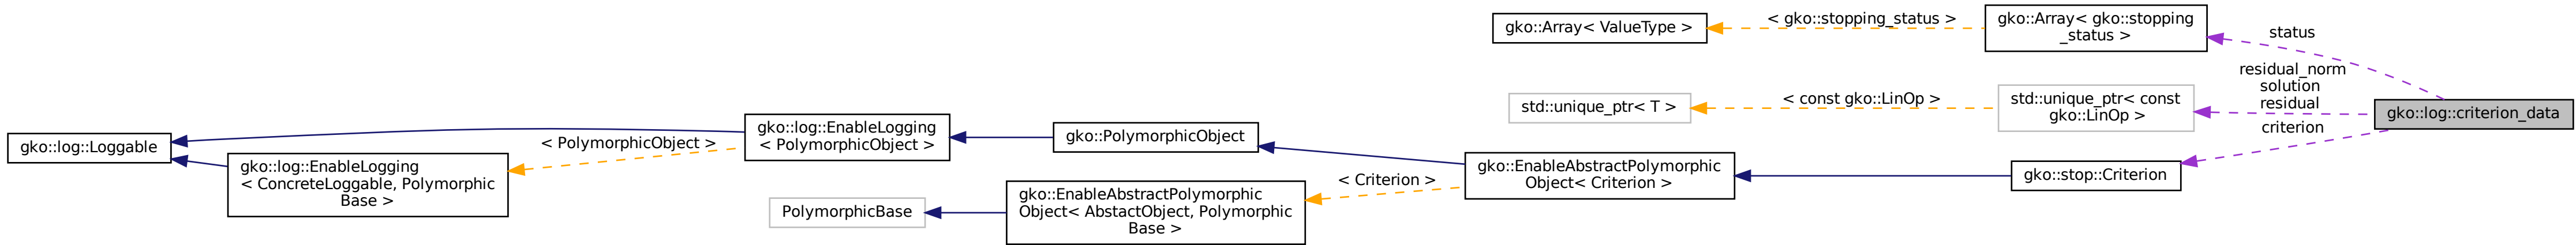 gko::Array< ValueType >
< gko::stopping_status >
gko::Array< gko::stopping
_status >
status
residual_norm
solution
residual
std::unique_ptr< T >
< const gko::LinOp >
std::unique_ptr< const
gko::LinOp >
gko::log::criterion_data
criterion
gko::log::Loggable
gko::log::EnableLogging
< PolymorphicObject >
gko::PolymorphicObject
< PolymorphicObject >
gko::log::EnableLogging
< ConcreteLoggable, Polymorphic
Base >
gko::EnableAbstractPolymorphic
Object< Criterion >
gko::stop::Criterion
< Criterion >
PolymorphicBase
gko::EnableAbstractPolymorphic
Object< AbstactObject, Polymorphic
Base >